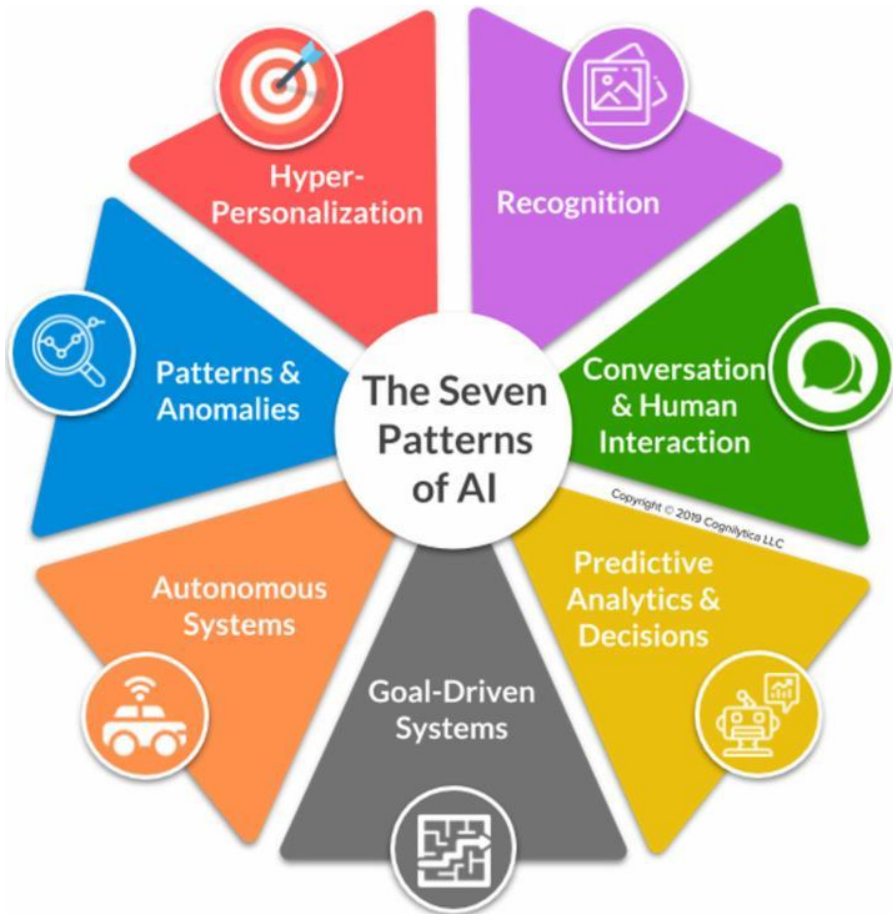 The Seven
Patterns
of AI
Hyper-
Personalization
Recognition
Conversation
& Human
Interaction
Copyright © 2019 Cognilytica LLC
Predictive
Analytics &
Decisions
Goal-Driven
Systems
Autonomous
Systems
Patterns &
Anomalies